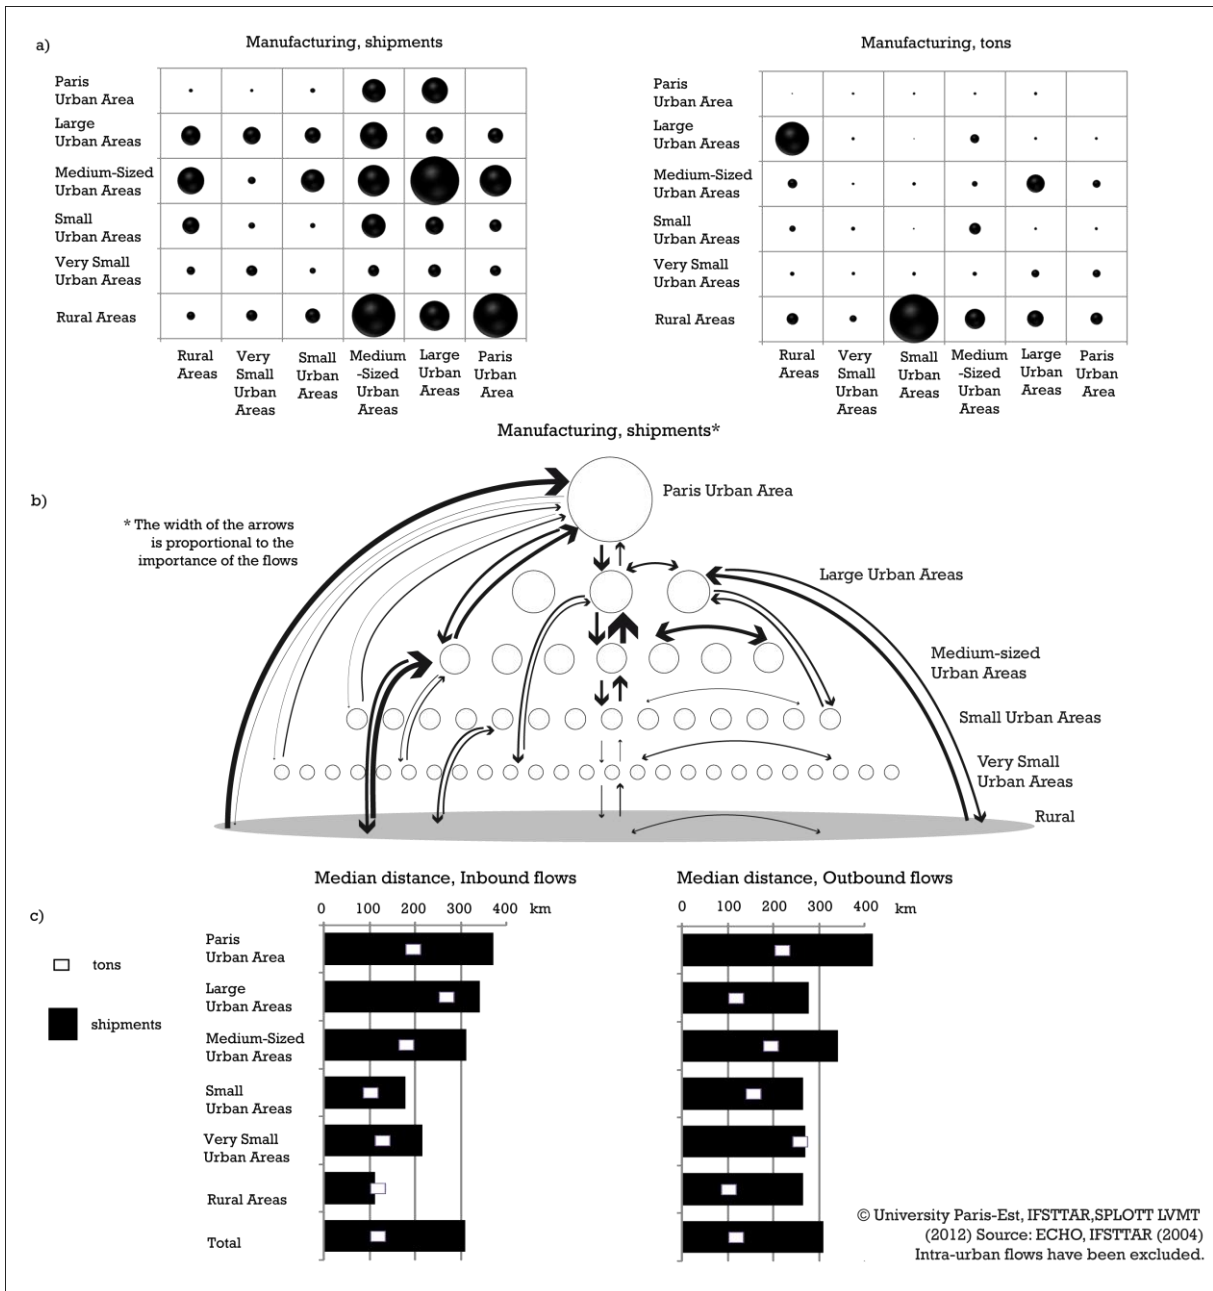 a)
Manufacturing, shipments
Paris
Urban Area
Large
Urban Areas
Medium-Sized
Urban Areas
Small
Urban Areas
Very Small
Urban Areas
Rural Areas
Rural
Areas
Very
Small
Urban
Areas
Small
Urban
Areas
Medium
-Sized
Urban
Areas
Large
Urban
Areas
Paris
Urban
Area
Manufacturing, tons
Paris
Urban Area
Large
Urban Areas
Medium-Sized
Urban Areas
Small
Urban Areas
Very Small
Urban Areas
Rural Areas
Rural
Areas
Very
Small
Urban
Areas
Small
Urban
Areas
Medium
-Sized
Urban
Areas
Large
Urban
Areas
Paris
Urban
Area
Manufacturing, shipments*
b)
* The width of the arrows
is proportional to the
importance of the flows
Paris Urban Area
Large Urban Areas
Medium-sized
Urban Areas
Small Urban Areas
Very Small
Urban Areas
Rural
c)
tons
shipments
Median distance, Inbound flows
0 100 200 300 400 km
Paris
Urban Area
Large
Urban Areas
Medium-Sized
Urban Areas
Small
Urban Areas
Very Small
Urban Areas
Rural Areas
Total
Median distance, Outbound flows
0 100 200 300 400 km
© University Paris-Est, IFSTTAR,SPLOTT LVMT
(2012) Source: ECHO, IFSTTAR (2004)
Intra-urban flows have been excluded.